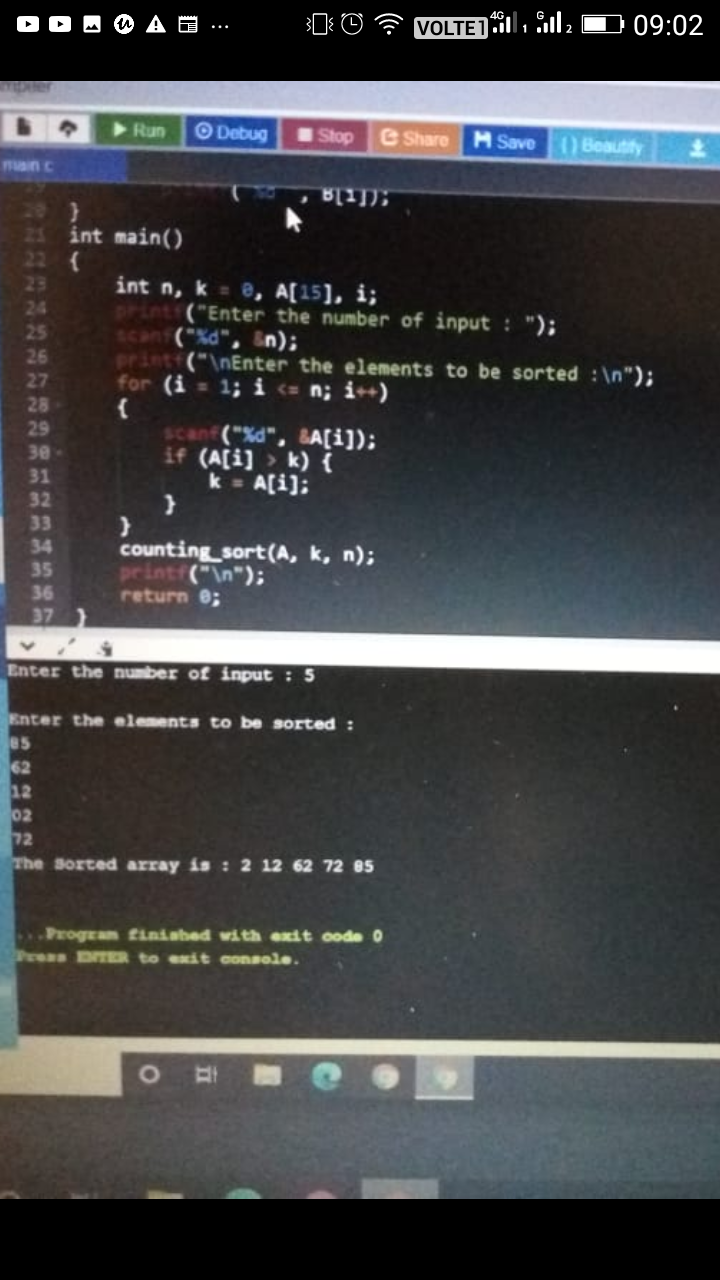 VOLTE1 4G 1 G 2 09:02
mpiler
Run Debug Stop Share Save {} Beautify
main.c
("%d ", B[i]);
20 }
21 int main()
22 {
23 int n, k = 0, A[15], i;
24 printf("Enter the number of input : ");
25 scanf("%d", &n);
26 printf("\nEnter the elements to be sorted :\n");
27 for (i = 1; i <= n; i++)
28 {
29 scanf("%d", &A[i]);
30 if (A[i] > k) {
31 k = A[i];
32 }
33 }
34 counting_sort(A, k, n);
35 printf("\n");
36 return 0;
37 }
Enter the number of input : 5
Enter the elements to be sorted :
85
62
12
02
72
The Sorted array is : 2 12 62 72 85
...Program finished with exit code 0
Press ENTER to exit console.